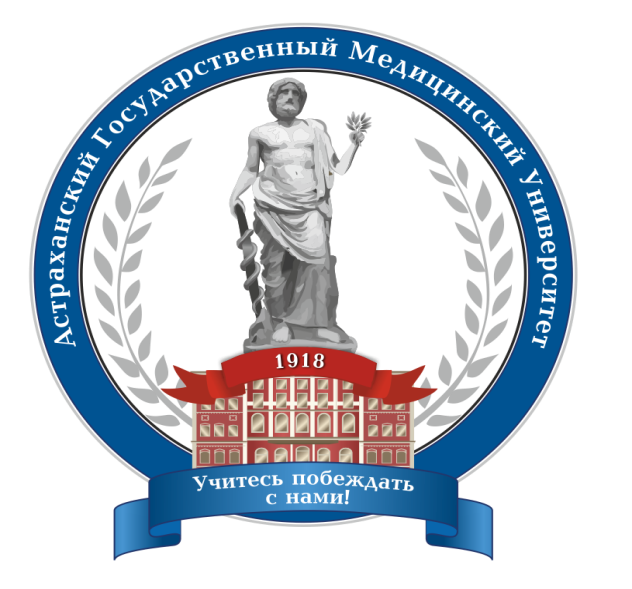 Астраханский Государственный Медицинский Университет
1918
Учитесь побеждать
с нами!